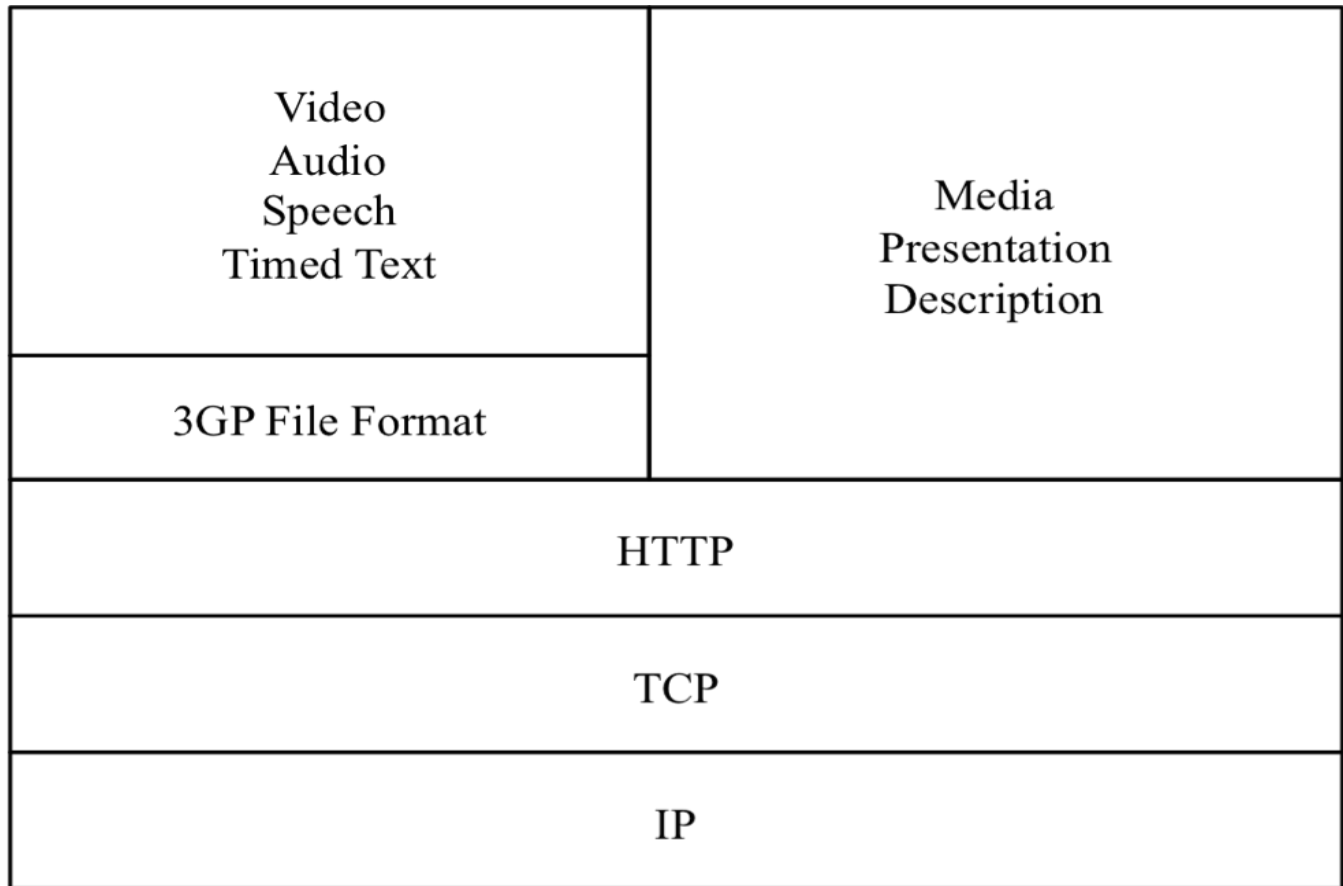 Video
Audio
Speech
Timed Text
3GP File Format
Media
Presentation
Description
HTTP
TCP
IP